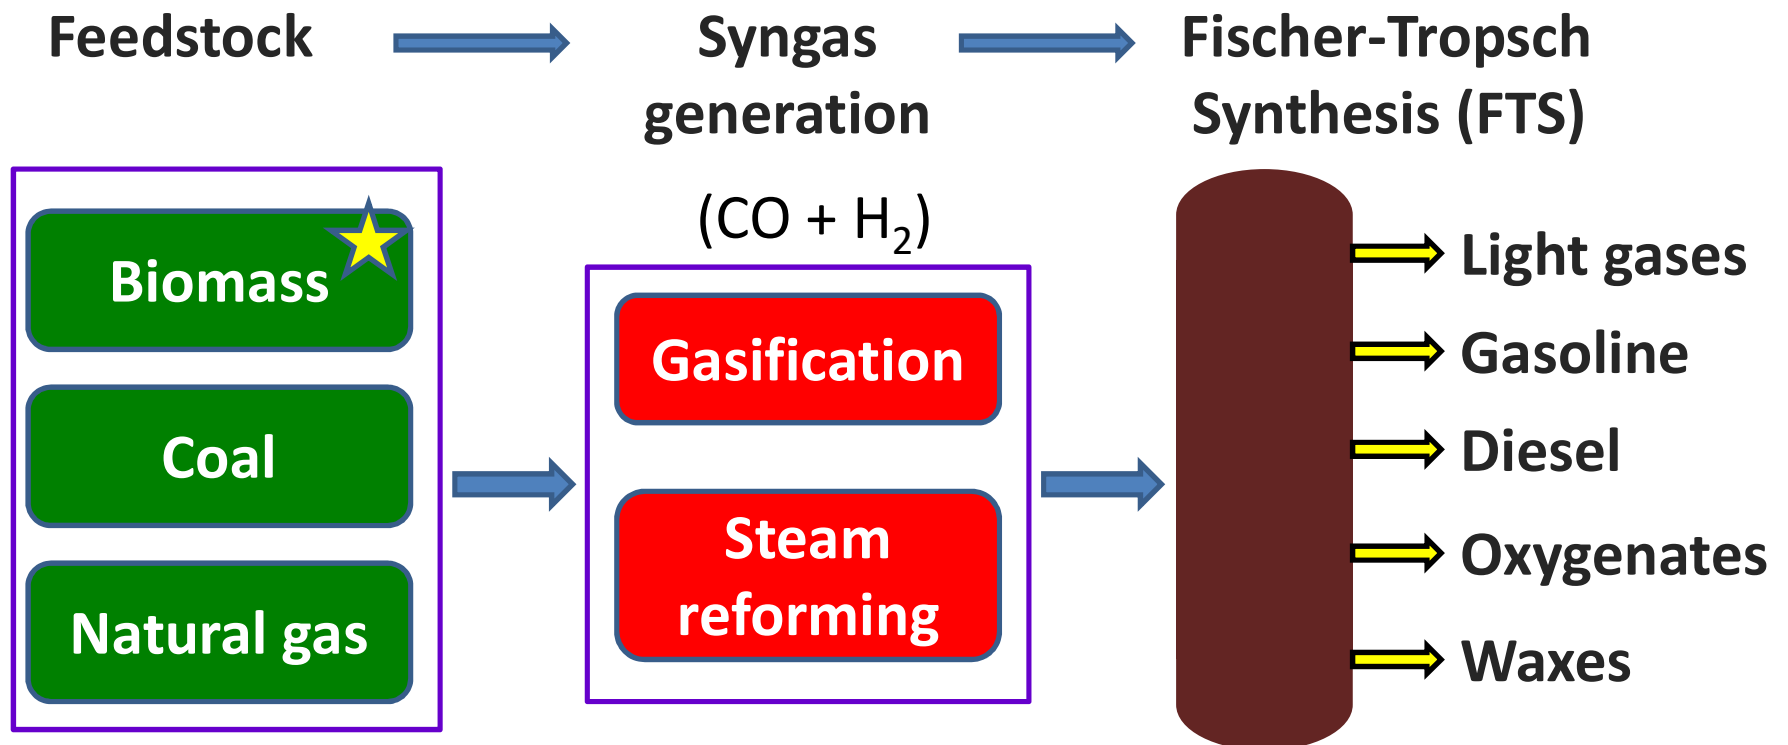 Feedstock
Syngas
generation
Fischer-Tropsch
Synthesis (FTS)
Biomass
Coal
Natural gas
(CO + H₂)
Gasification
Steam
reforming
Light gases
Gasoline
Diesel
Oxygenates
Waxes